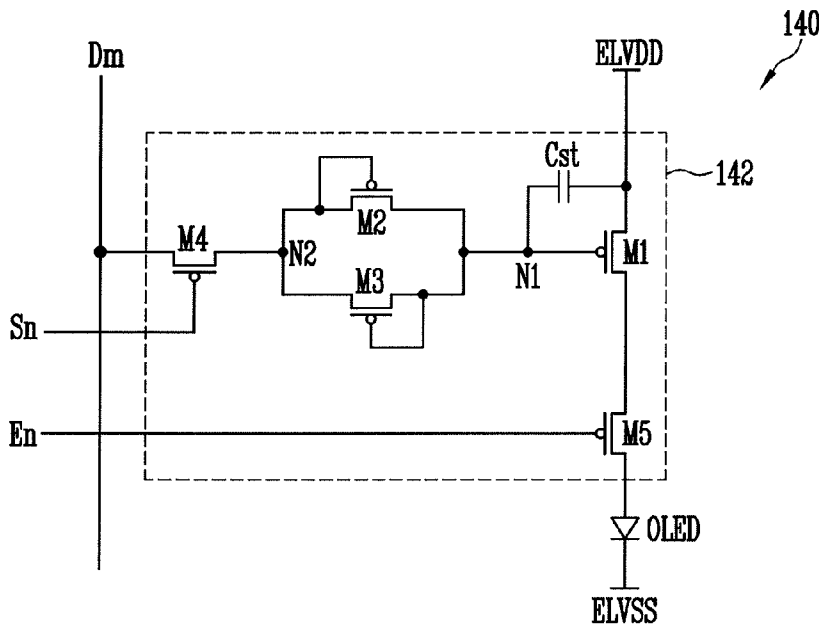 140
Dm
ELVDD
Cst
142
M2
M4
N2
M1
N1
M3
Sn
En
M5
OLED
ELVSS